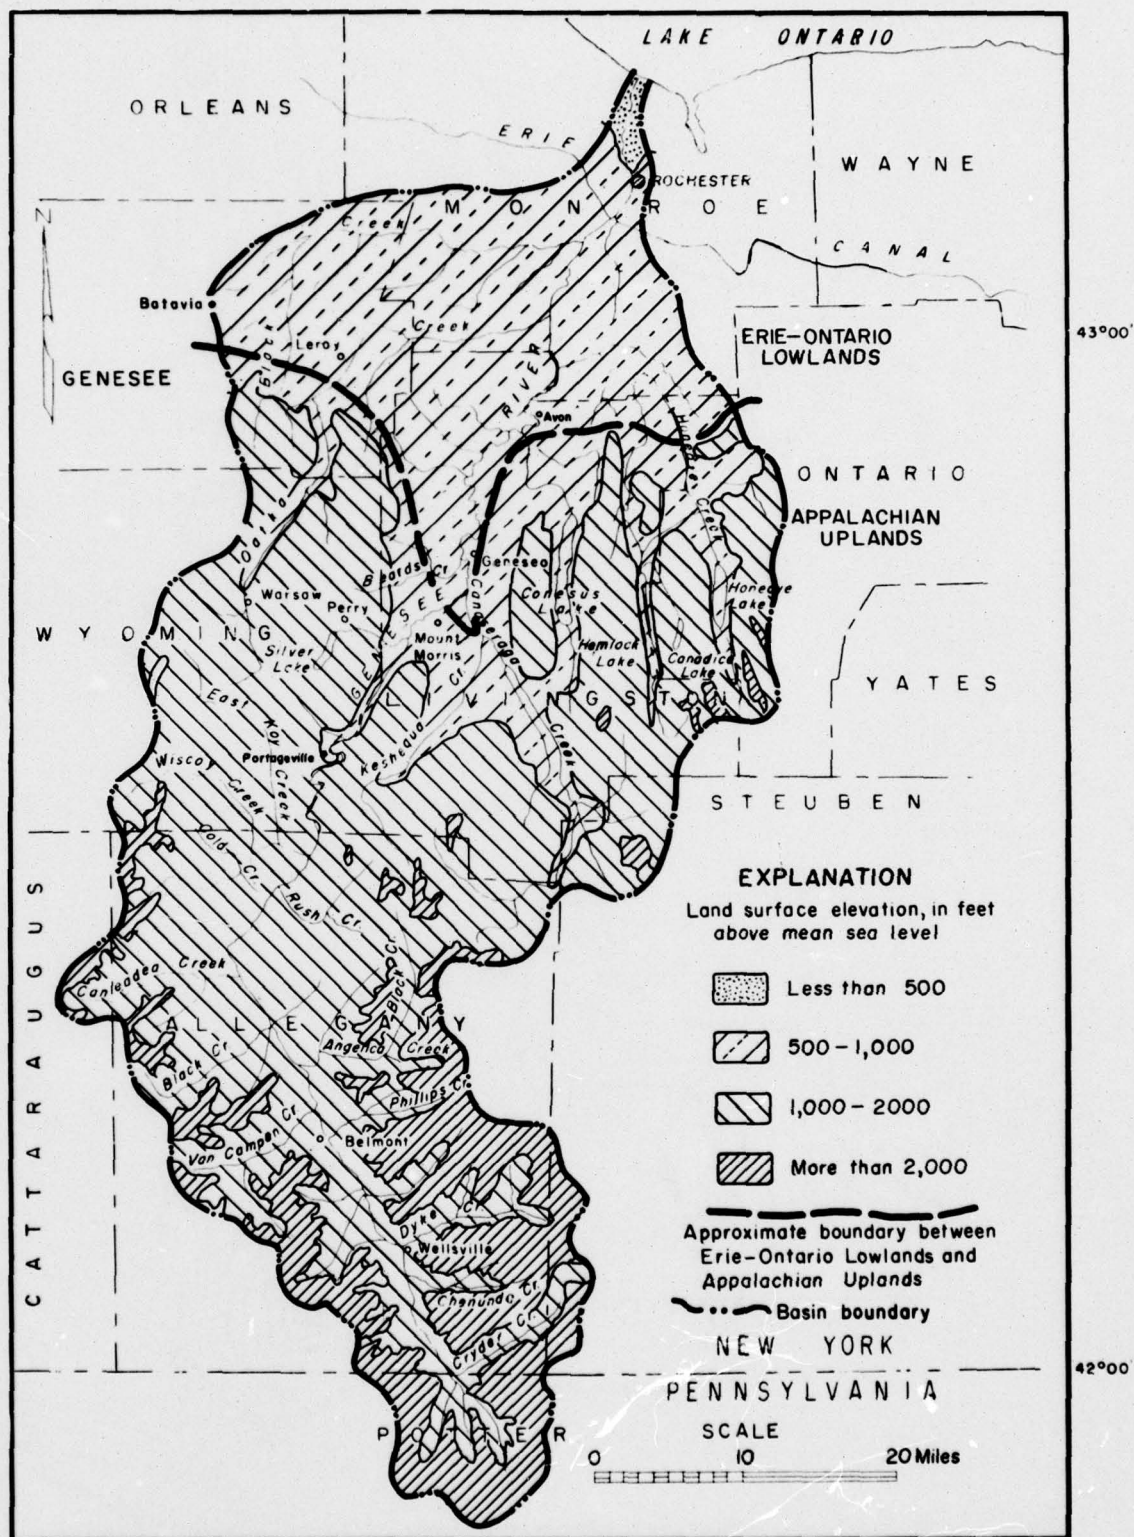 LAKE ONTARIO
ORLEANS
ERIE
WAYNE
ROCHESTER
MONROE
N
Creek
CANAL
Batavia
Creek
43°00'
ERIE-ONTARIO
LOWLANDS
Leroy
GENESEE
RIVER
Avon
Honeoye
Creek
ONTARIO
APPALACHIAN
UPLANDS
Oatka
Beards Cr.
Geneseo
Canaseraga
Creek
Warsaw
Perry
GENESEE
Conesus
Lake
Honeoye
Lake
WYOMING
Mount
Morris
Silver
Lake
Hemlock
Lake
Canadice
Lake
YATES
LIVINGSTON
East
Koy
Creek
Keshequa
Cr.
Portageville
Wiscoy
Creek
STEUBEN
Cold Cr.
Rush Cr.
CATTARAUGUS
EXPLANATION
Land surface elevation, in feet
above mean sea level
Less than 500
500-1,000
1,000-2000
More than 2,000
Approximate boundary between
Erie-Ontario Lowlands and
Appalachian Uplands
Basin boundary
Canleadea Creek
Black Cr.
ALLEGANY
Angelica Creek
Black Cr.
Phillips Cr.
Van Campen Cr.
Belmont
Dyke Cr.
Wellsville
Chenunda Cr.
Cryder Cr.
NEW YORK
42°00'
PENNSYLVANIA
POTTER
SCALE
0 10 20 Miles